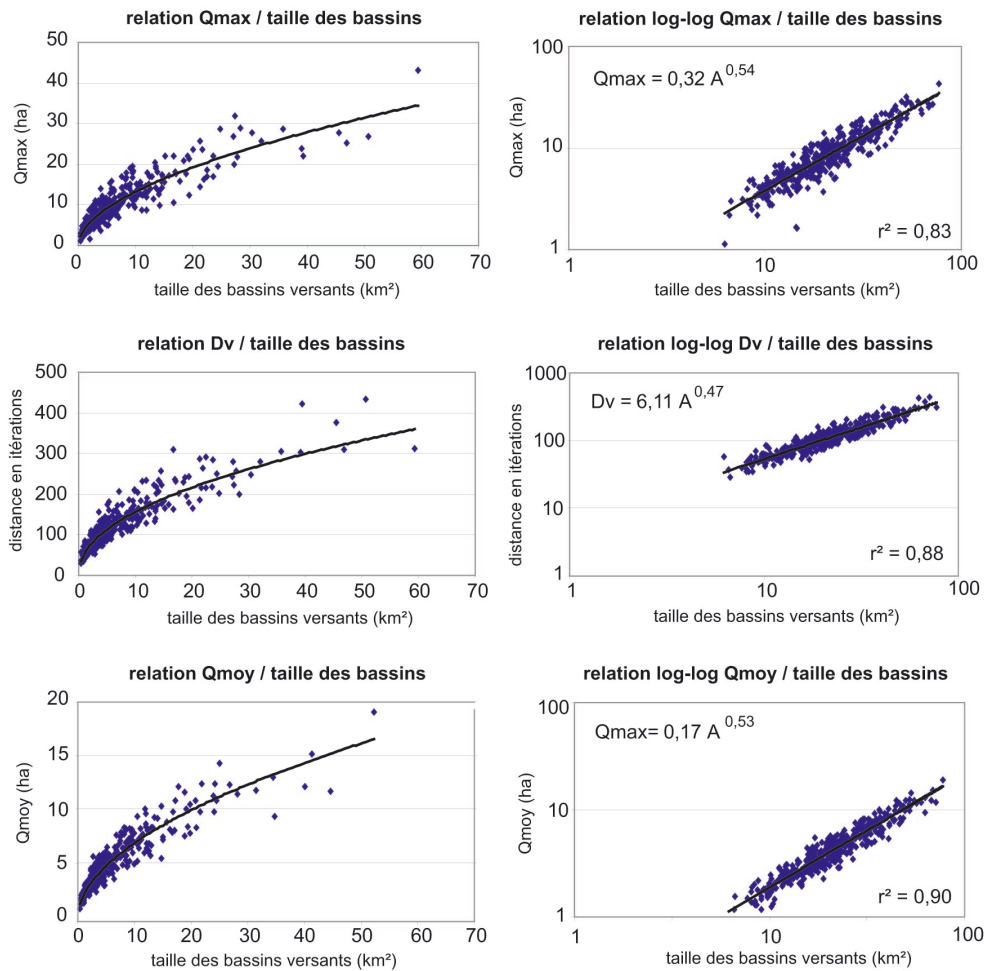 relation Qmax / taille des bassins
50
40
30
20
10
0
Qmax (ha)
0 10 20 30 40 50 60 70
taille des bassins versants (km²)
relation log-log Qmax / taille des bassins
100
10
1
Qmax (ha)
Qmax = 0,32 A^0,54
r² = 0,83
1 10 100
taille des bassins versants (km²)
relation Dv / taille des bassins
500
400
300
200
100
0
distance en itérations
0 10 20 30 40 50 60 70
taille des bassins versants (km²)
relation log-log Dv / taille des bassins
1000
100
10
1
distance en itérations
Dv = 6,11 A^0,47
r² = 0,88
1 10 100
taille des bassins versants (km²)
relation Qmoy / taille des bassins
20
15
10
5
0
Qmoy (ha)
0 10 20 30 40 50 60 70
taille des bassins versants (km²)
relation log-log Qmoy / taille des bassins
100
10
1
Qmoy (ha)
Qmax= 0,17 A^0,53
r² = 0,90
1 10 100
taille des bassins versants (km²)